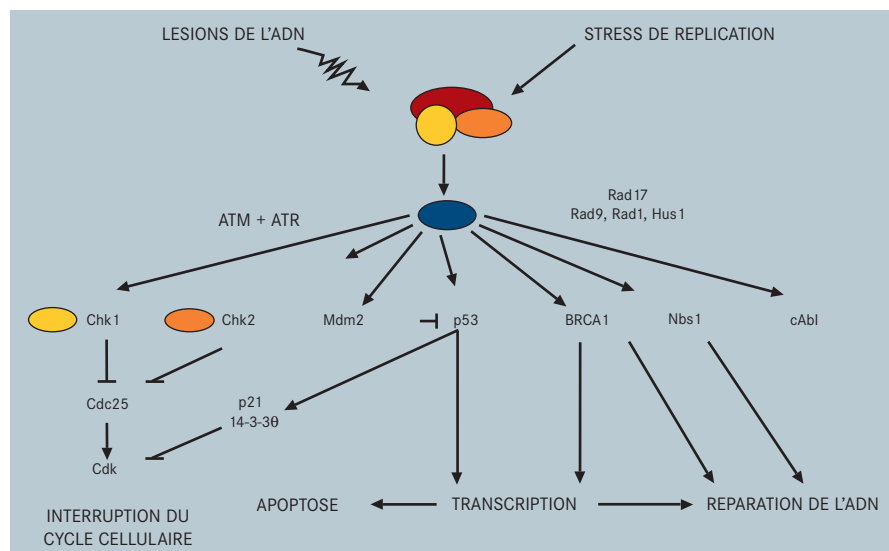 LESIONS DE L'ADN
STRESS DE REPLICATION
ATM + ATR
Rad17
Rad9, Rad1, Hus1
Chk1
Chk2
Mdm2
p53
BRCA1
Nbs1
cAbl
Cdc25
p21
14-3-3θ
Cdk
INTERRUPTION DU
CYCLE CELLULAIRE
APOPTOSE
TRANSCRIPTION
REPARATION DE L'ADN